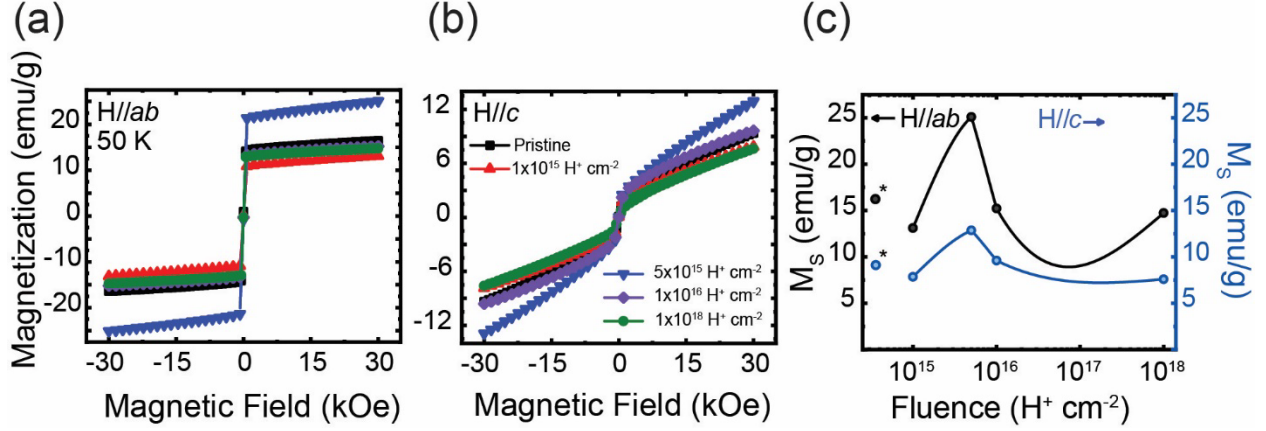 (a)
Magnetization (emu/g)
20
10
0
-10
-20
H//ab
50 K
-30 -15 0 15 30
Magnetic Field (kOe)
(b)
12
6
0
-6
-12
H//c
Pristine
1x10¹⁵ H⁺ cm⁻²
5x10¹⁵ H⁺ cm⁻²
1x10¹⁶ H⁺ cm⁻²
1x10¹⁸ H⁺ cm⁻²
-30 -15 0 15 30
Magnetic Field (kOe)
(c)
M_S (emu/g)
25
20
15
10
5
H//ab
H//c
*
*
25
20
15
10
5
M_S (emu/g)
10¹⁵ 10¹⁶ 10¹⁷ 10¹⁸
Fluence (H⁺ cm⁻²)